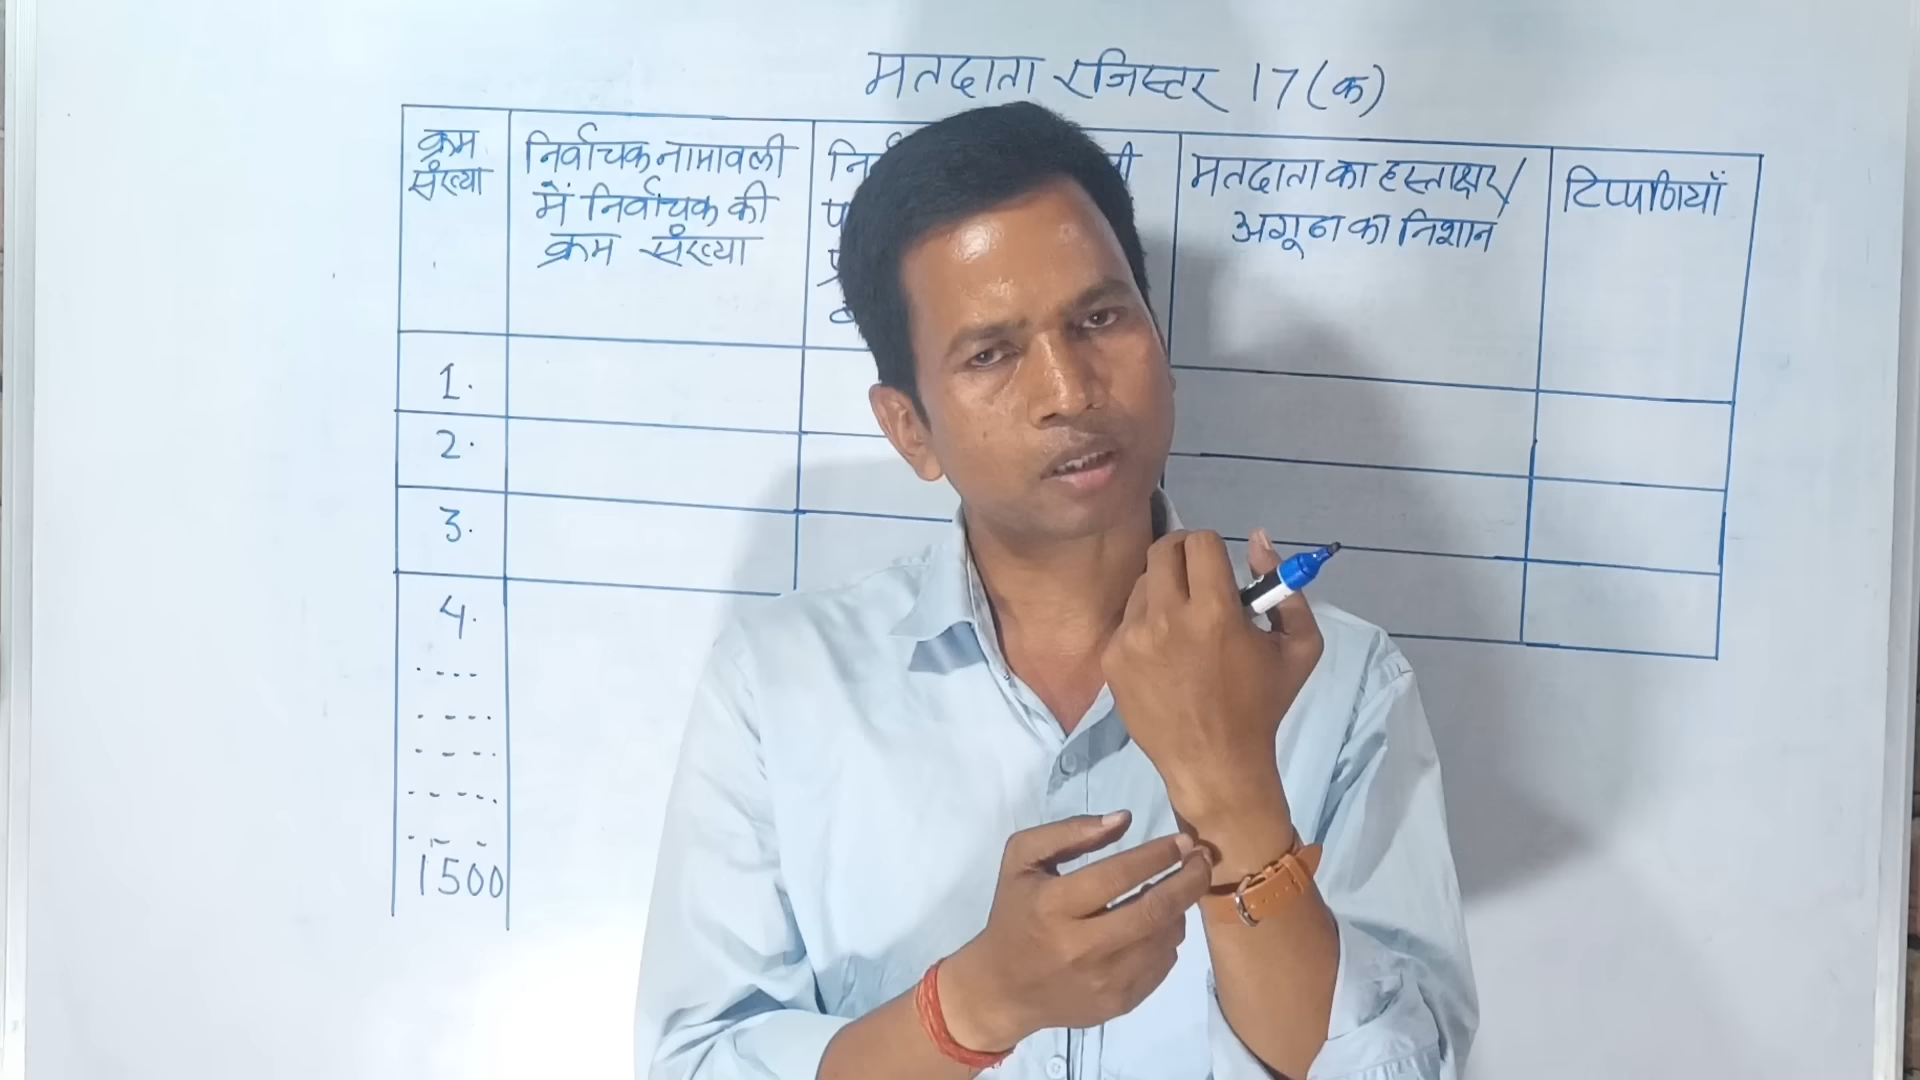 मतदाता रजिस्टर 17(क)
क्रम
संख्या
निर्वाचक नामावली
में निर्वाचक की
क्रम संख्या
मतदाता का हस्ताक्षर/
अगूठा का निशान
टिप्पणियाँ
1.
2.
3.
4.
1500